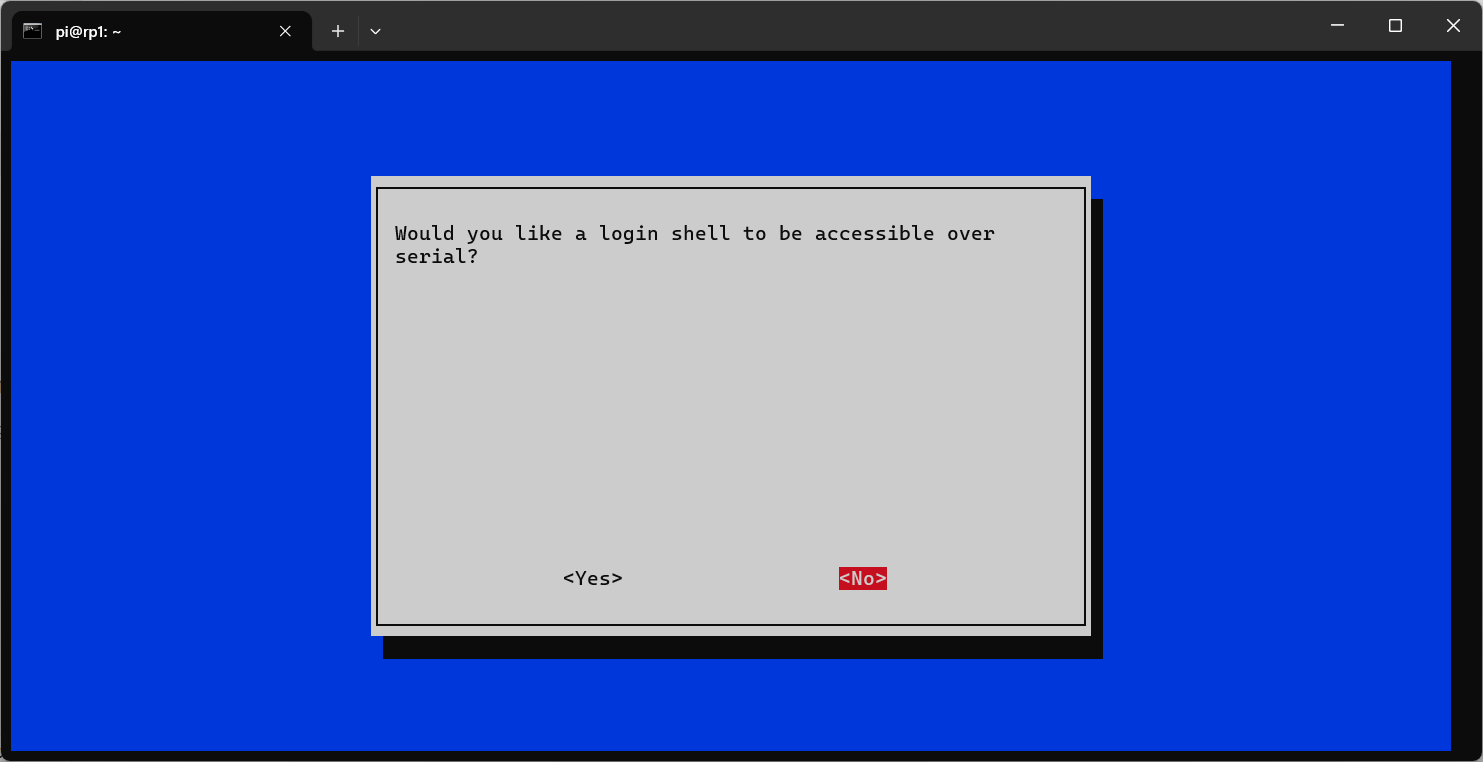 pi@rp1: ~
Would you like a login shell to be accessible over
serial?
<Yes> <No>